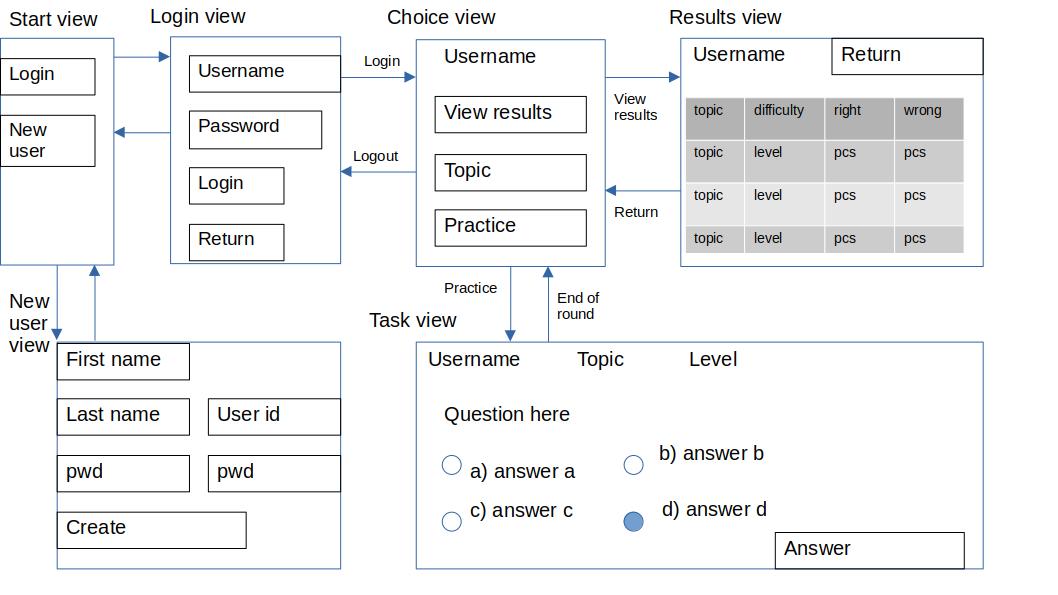 Start view
Login
New
user
Login view
Username
Password
Login
Return
Login
Logout
Choice view
Username
View results
Topic
Practice
View
results
Return
Results view
Username
Return
topic difficulty right wrong
topic level pcs pcs
topic level pcs pcs
topic level pcs pcs
New
user
view
First name
Last name
User id
pwd
pwd
Create
Practice
End of
round
Task view
Username Topic Level
Question here
a) answer a
b) answer b
c) answer c
d) answer d
Answer